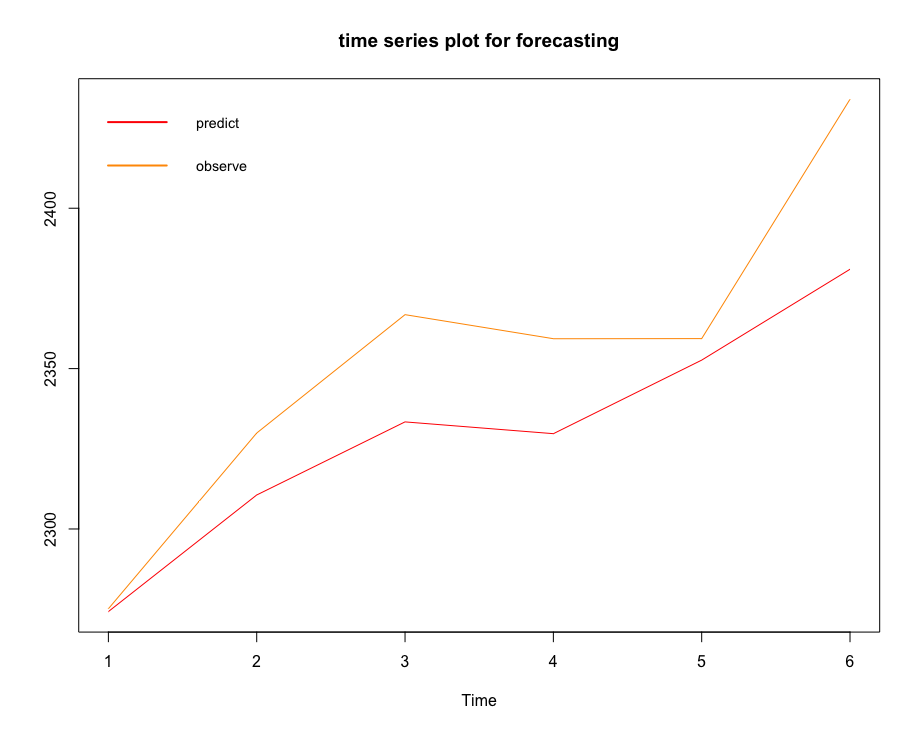 time series plot for forecasting
predict
observe
2400
2350
2300
1 2 3 4 5 6
Time